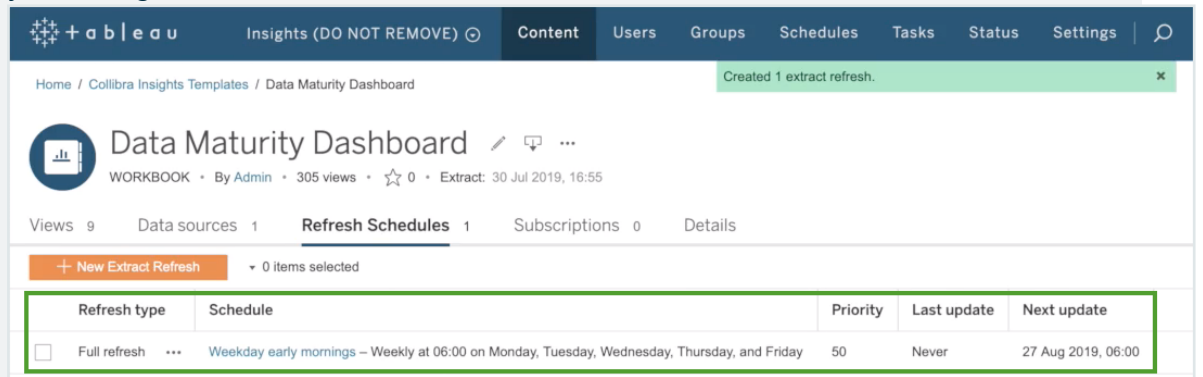 +ableau Insights (DO NOT REMOVE) Content Users Groups Schedules Tasks Status Settings
Home / Collibra Insights Templates / Data Maturity Dashboard
Created 1 extract refresh. ×
Data Maturity Dashboard ...
WORKBOOK • By Admin • 305 views • ☆ 0 • Extract: 30 Jul 2019, 16:55
Views 9 Data sources 1 Refresh Schedules 1 Subscriptions 0 Details
+ New Extract Refresh ▾ 0 items selected
Refresh type Schedule Priority Last update Next update
Full refresh ... Weekday early mornings – Weekly at 06:00 on Monday, Tuesday, Wednesday, Thursday, and Friday 50 Never 27 Aug 2019, 06:00